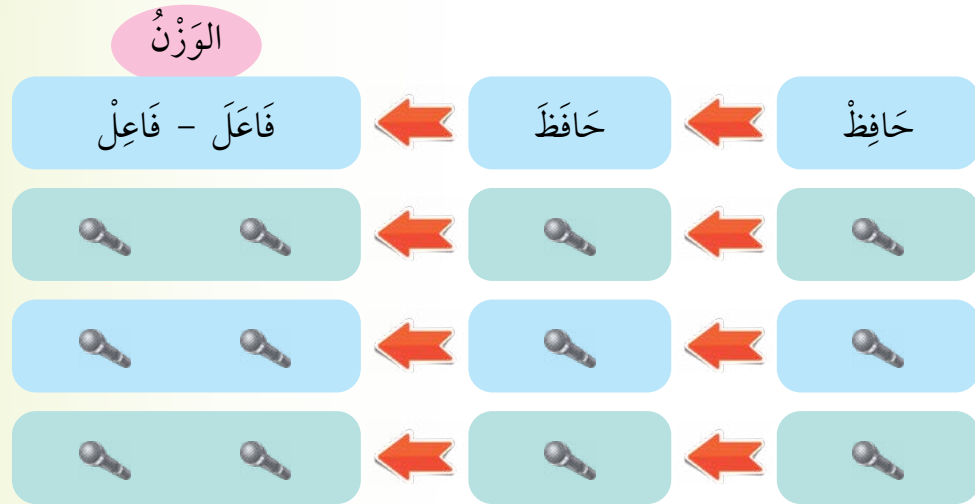 الوَزْنُ
حَافِظْ حَافَظَ فَاعَلَ – فَاعِلْ